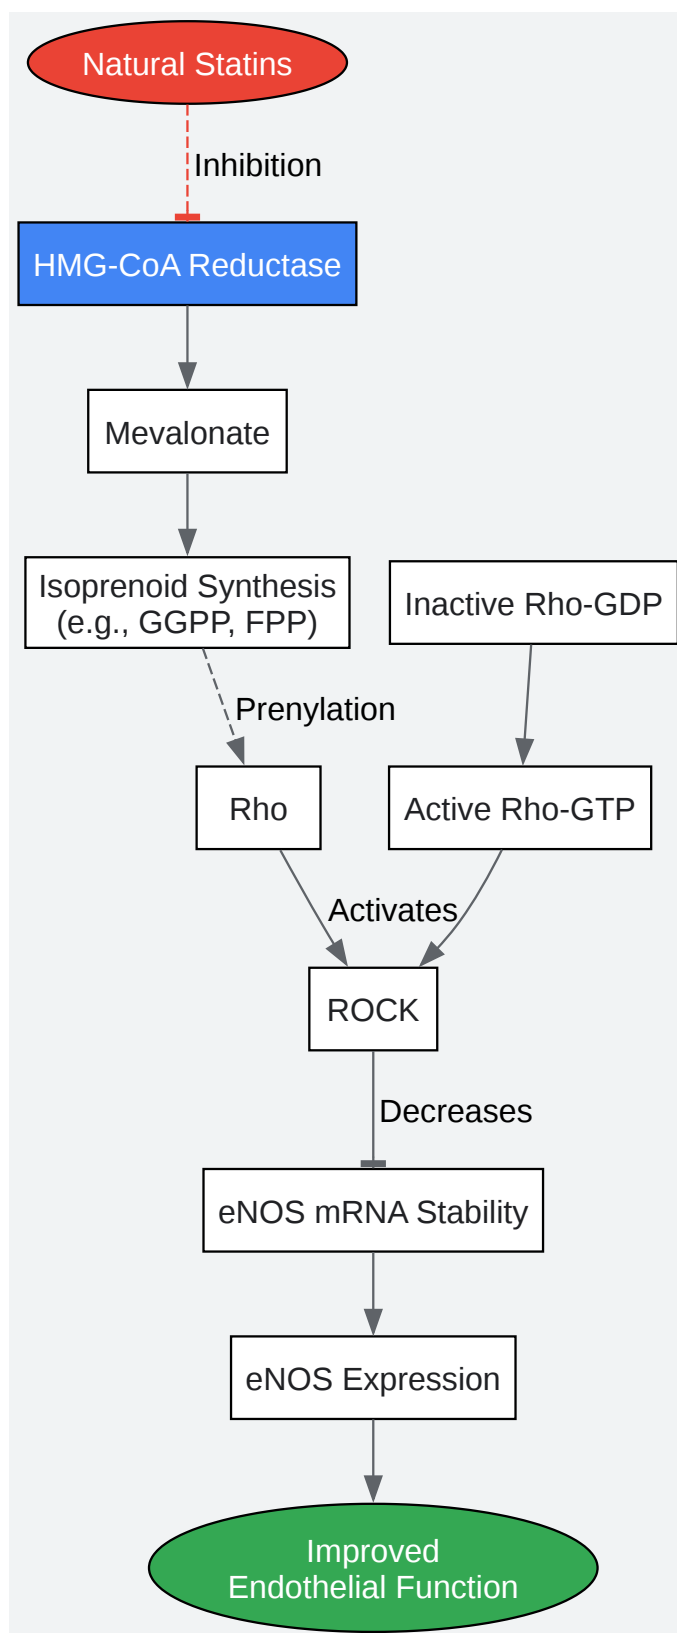 Natural Statins
Inhibition
HMG-CoA Reductase
Mevalonate
Isoprenoid Synthesis
(e.g., GGPP, FPP)
Inactive Rho-GDP
Prenylation
Rho
Active Rho-GTP
Activates
ROCK
Decreases
eNOS mRNA Stability
eNOS Expression
Improved
Endothelial Function